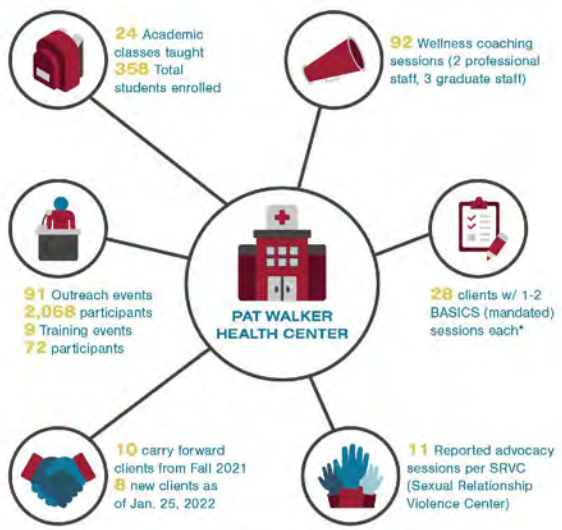 24 Academic
classes taught
358 Total
students enrolled
92 Wellness coaching
sessions (2 professional
staff, 3 graduate staff)
91 Outreach events
2,068 participants
9 Training events
72 participants
PAT WALKER
HEALTH CENTER
28 clients w/ 1-2
BASICS (mandated)
sessions each*
10 carry forward
clients from Fall 2021
8 new clients as
of Jan. 25, 2022
11 Reported advocacy
sessions per SRVC
(Sexual Relationship
Violence Center)